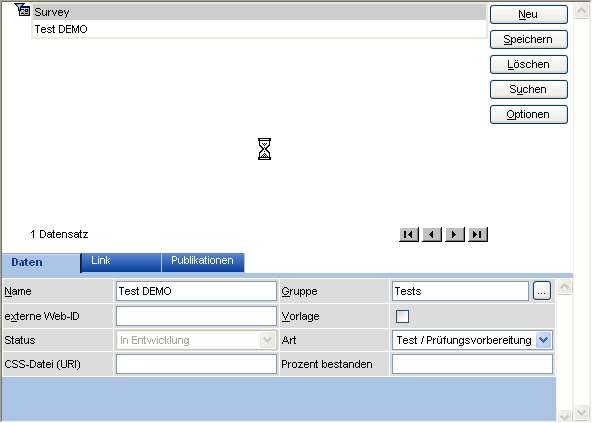 Survey
Test DEMO
Neu
Speichern
Löschen
Suchen
Optionen
1 Datensatz
Daten Link Publikationen
Name Test DEMO Gruppe Tests ...
externe Web-ID Vorlage
Status In Entwicklung Art Test / Prüfungsvorbereitung
CSS-Datei (URI) Prozent bestanden